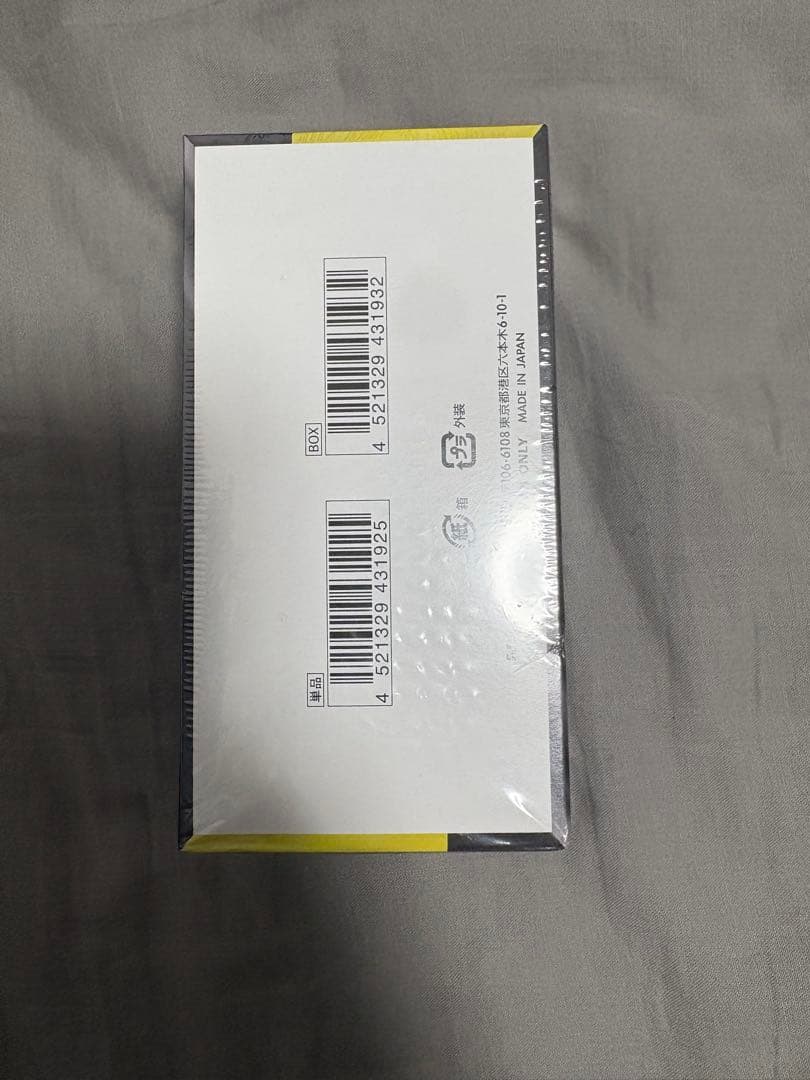 単品
4 521329 431925
BOX
4 521329 431932
紙 箱
プラ 外装
106-6108 東京都港区六本木6-10-1
ONLY MADE IN JAPAN